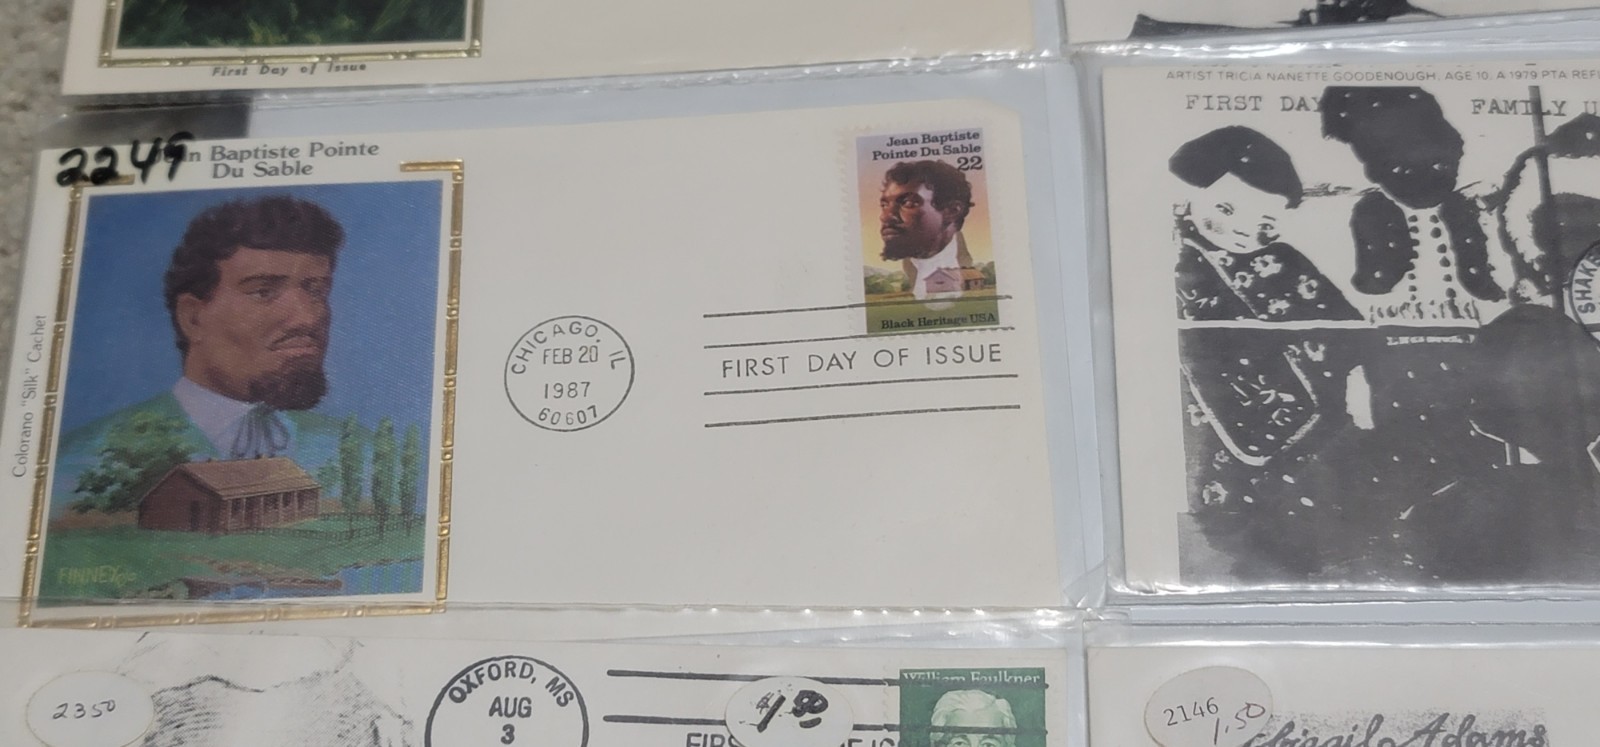 First Day of Issue
2249
Baptiste Pointe
Du Sable
Colorano "Silk" Cachet
FINNEY
CHICAGO, IL
FEB 20
1987
60607
Jean Baptiste
Pointe Du Sable
22
Black Heritage USA
FIRST DAY OF ISSUE
ARTIST TRICIA NANETTE GOODENOUGH, AGE 10, A 1979 PTA
FIRST DAY
FAMILY
2350
OXFORD, MS
AUG
3
$1.50
William Faulkner
2146
1.50
Abigail Adams